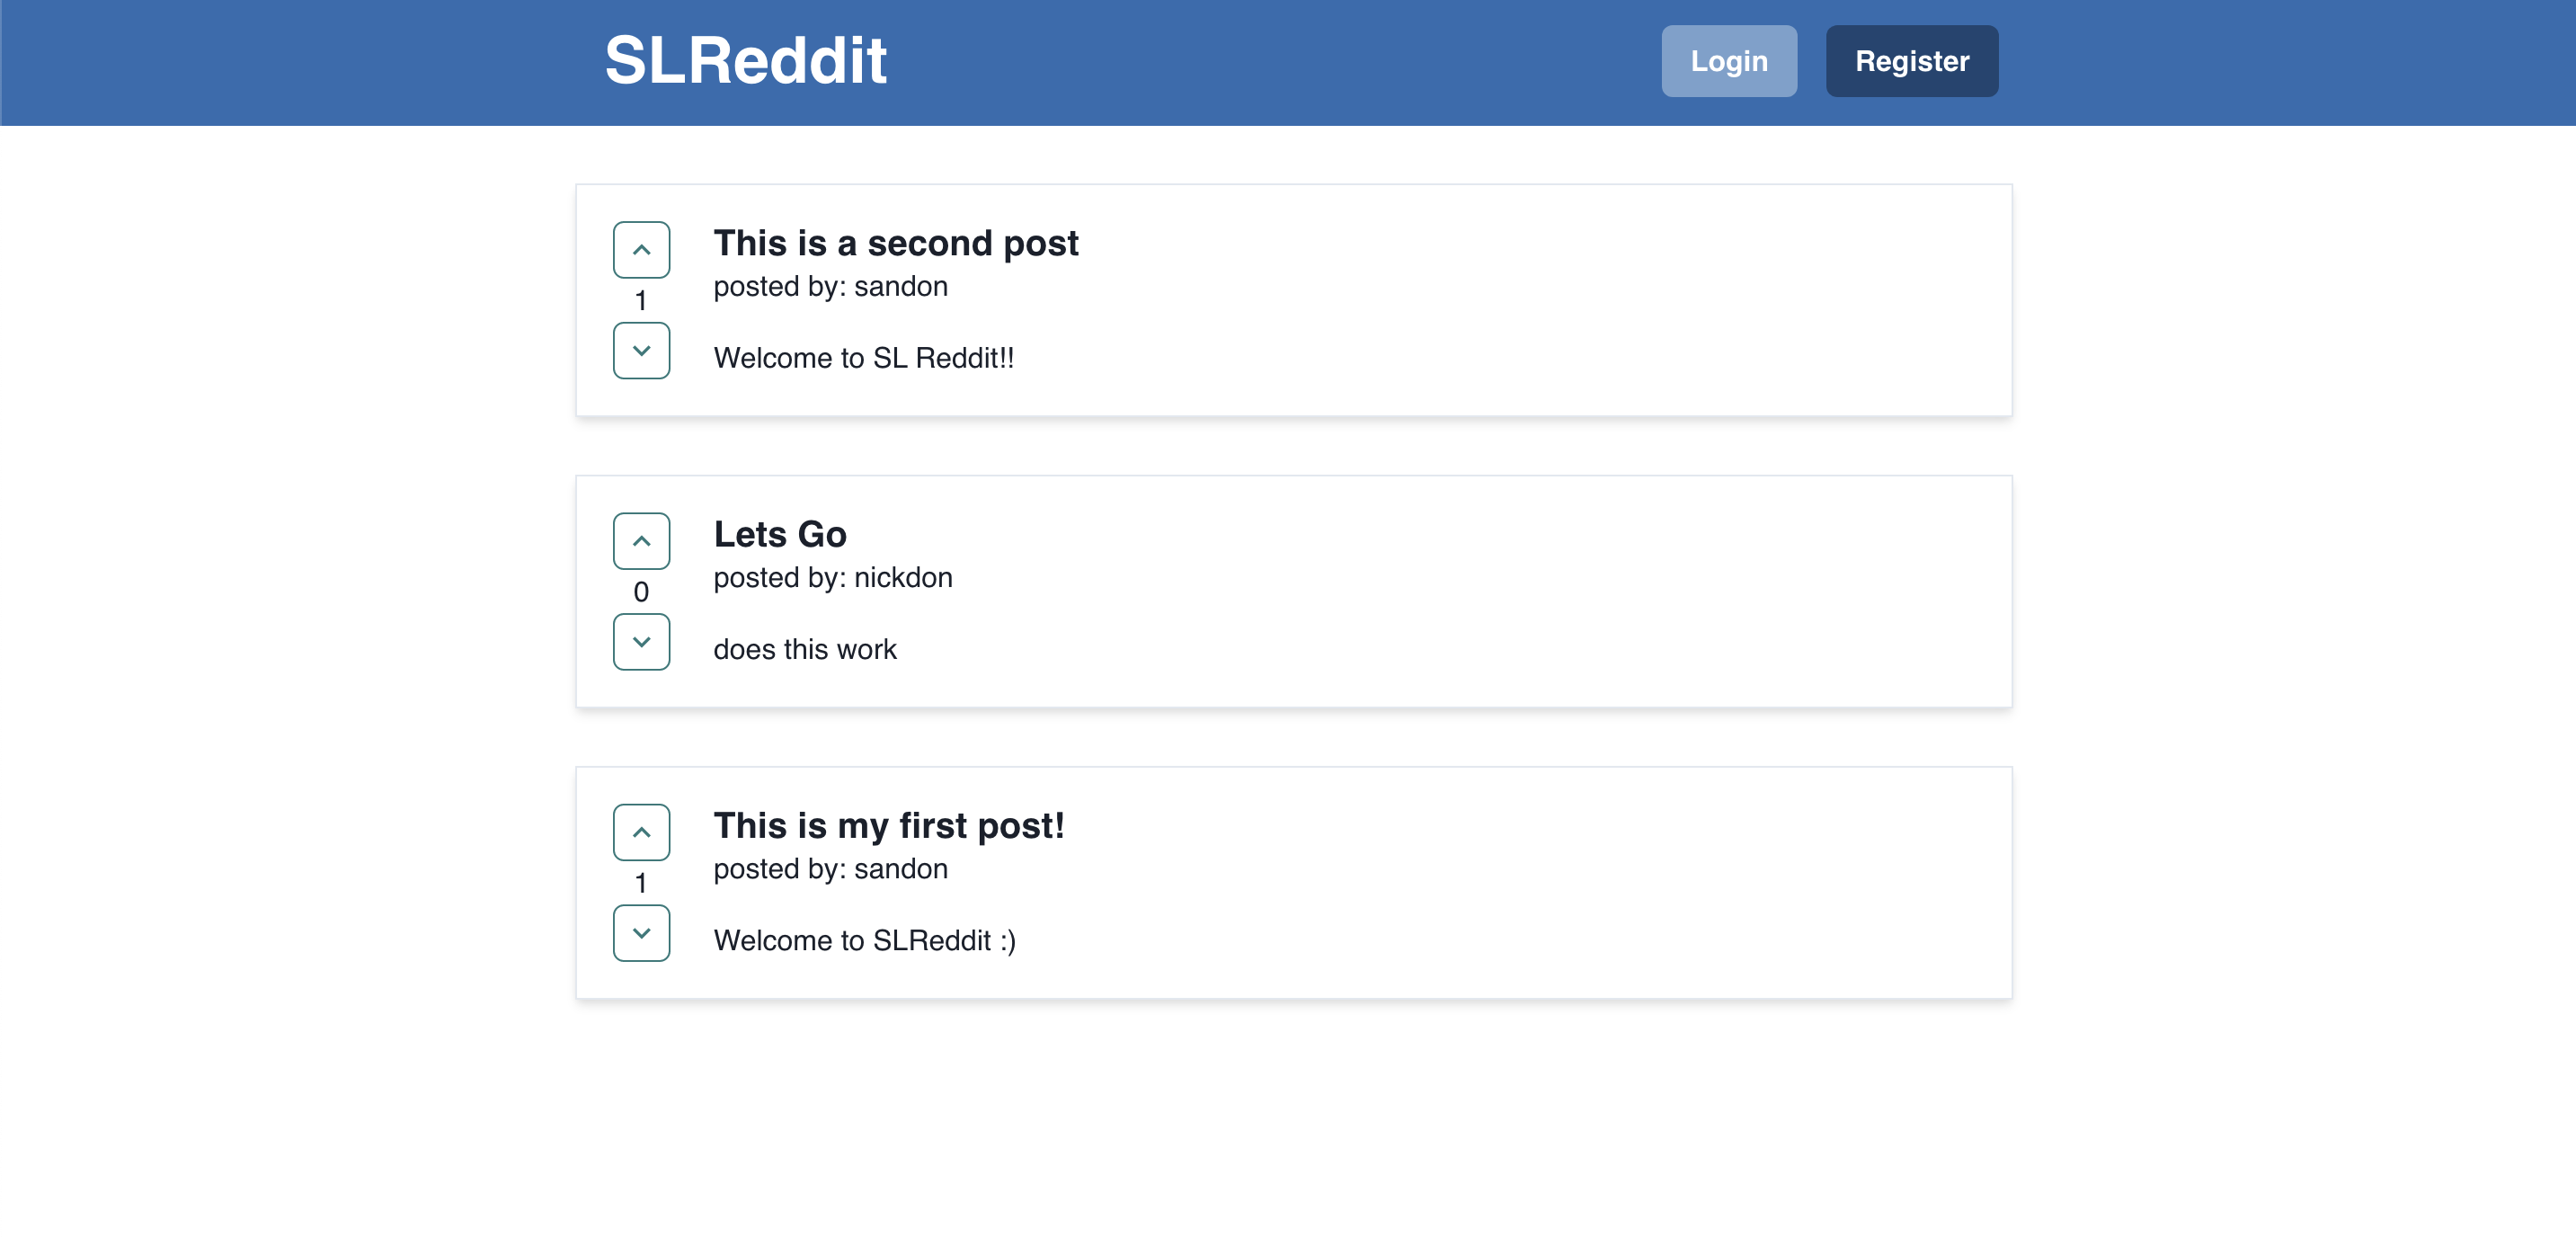 SLReddit
Login
Register
This is a second post
posted by: sandon
1
Welcome to SL Reddit!!
Lets Go
posted by: nickdon
0
does this work
This is my first post!
posted by: sandon
1
Welcome to SLReddit :)